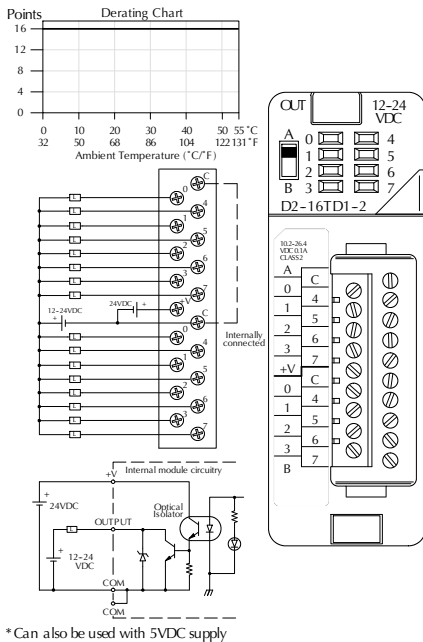 Points
Derating Chart
16
12
8
4
0
0 10 20 30 40 50 55˚C
32 50 68 86 104 122 131˚F
Ambient Temperature (˚C/˚F)
C
L 0
L 4
L 1
L 5
L 2
L 6
L 3
L 7
24VDC +V
12–24VDC C
Internally
connected
L 0
L 4
L 1
L 5
L 2
L 6
L 3
L 7
OUT 12–24
VDC
A
0 4
1 5
2 6
B 3 7
D2–16TD1–2
10.2–26.4
VDC 0.1A
CLASS2
A
C
0
4
1
5
2
6
3
7
+V
C
0
4
1
5
2
6
3
7
B
+V
Internal module circuitry
24VDC
OUTPUT
L
Optical
Isolator
12–24
VDC
COM
COM
*Can also be used with 5VDC supply